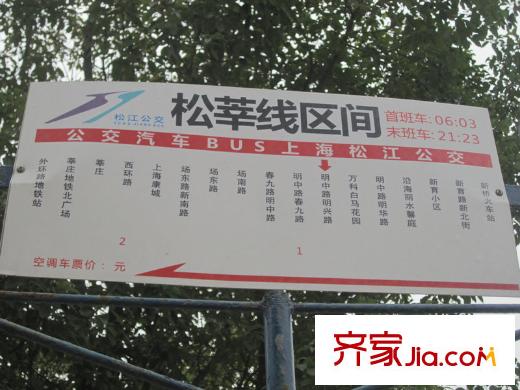 松江公交
SONGJIANG BUS
松莘线区间
首班车:06:03
末班车:21:23
公交汽车BUS上海松江公交
外环路地铁站
莘庄地铁北广场
莘庄
西环路
上海康城
场东路新南路
场东路
场南路
春九路明中路
明中路春九路
明中路明兴路
万科白马花园
明中路明华路
沿海丽水馨庭
新育小区
新育路新北街
新桥火车站
2
1
空调车票价：元
齐家jia.com